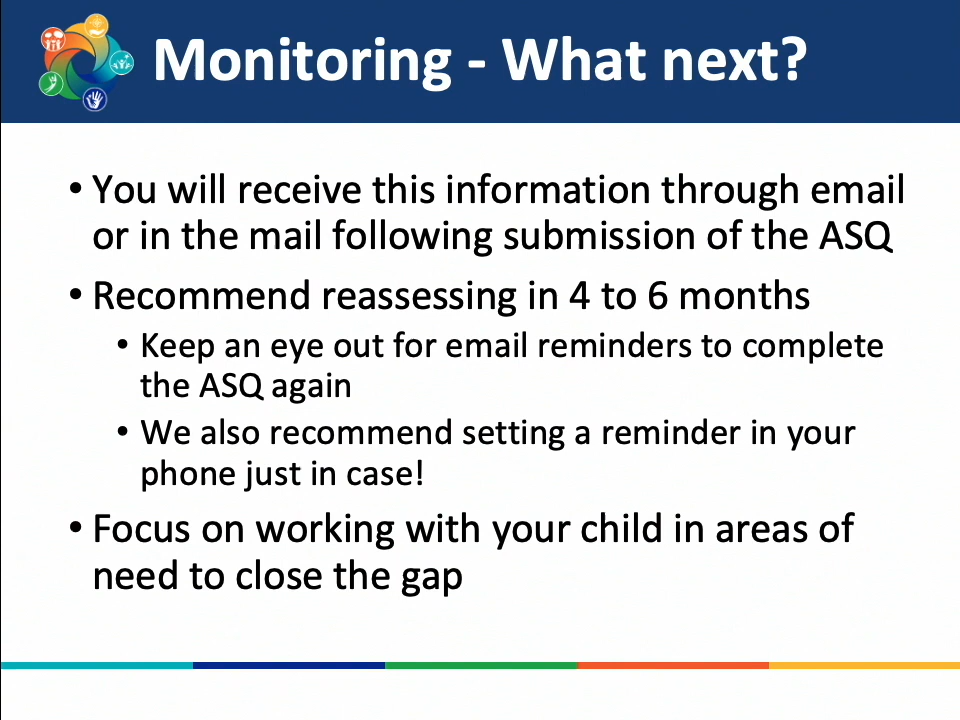 Monitoring - What next?
• You will receive this information through email
or in the mail following submission of the ASQ
• Recommend reassessing in 4 to 6 months
• Keep an eye out for email reminders to complete
the ASQ again
• We also recommend setting a reminder in your
phone just in case!
• Focus on working with your child in areas of
need to close the gap